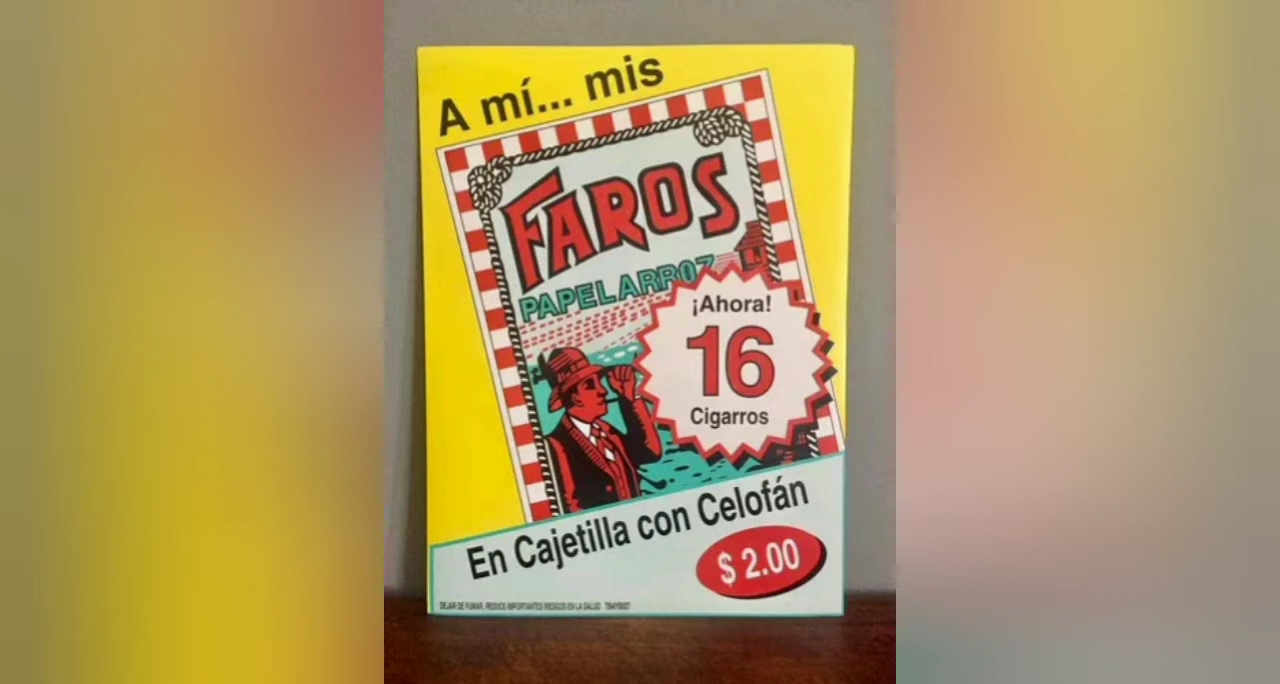 A mí... mis
FAROS
PAPEL ARROZ
¡Ahora!
16
Cigarros
En Cajetilla con Celofán
$ 2.00
DEJAR DE FUMAR, REDUCE IMPORTANTES RIESGOS EN LA SALUD